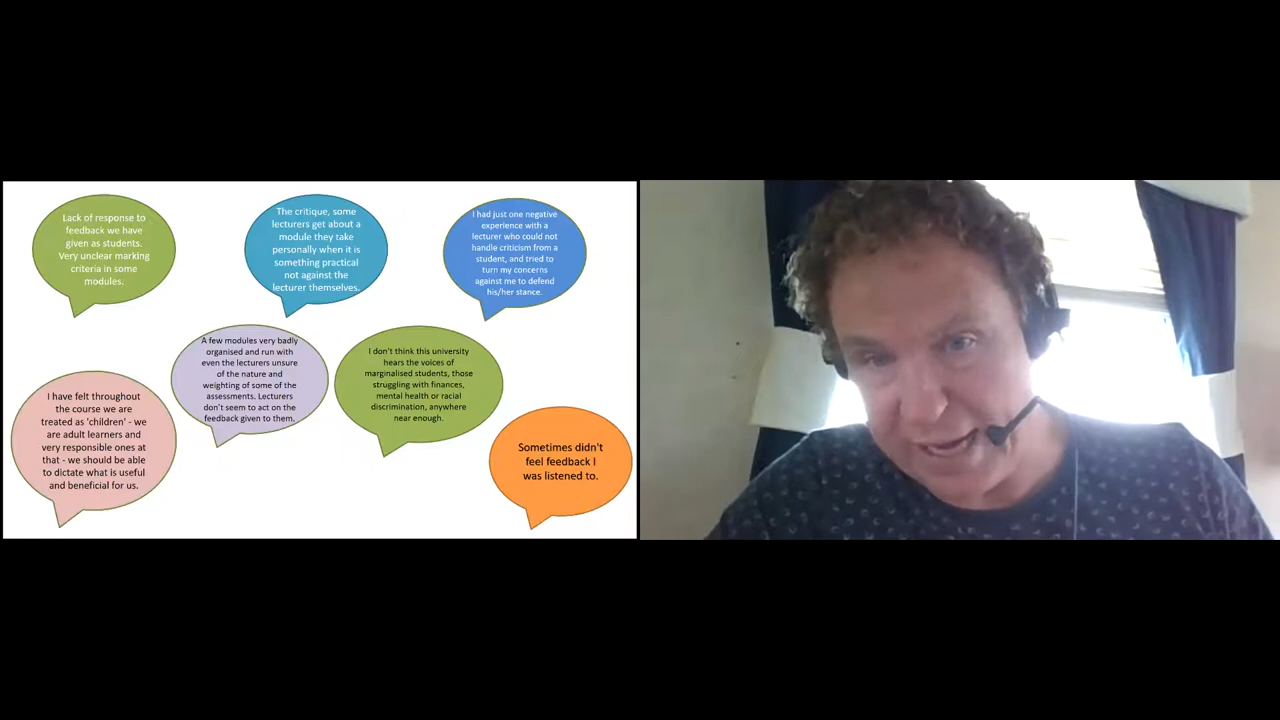 Lack of response to
feedback we have
given as students.
Very unclear marking
criteria in some
modules.
The critique, some
lecturers get about a
module they take
personally when it is
something practical
not against the
lecturer themselves.
I had just one negative
experience with a
lecturer who could not
handle criticism from a
student, and tried to
turn my concerns
against me to defend
his/her stance.
A few modules very badly
organised and run with
even the lecturers unsure
of the nature and
weighting of some of the
assessments. Lecturers
don't seem to act on the
feedback given to them.
I don't think this university
hears the voices of
marginalised students, those
struggling with finances,
mental health or racial
discrimination, anywhere
near enough.
I have felt throughout
the course we are
treated as 'children' - we
are adult learners and
very responsible ones at
that - we should be able
to dictate what is useful
and beneficial for us.
Sometimes didn't
feel feedback I
was listened to.